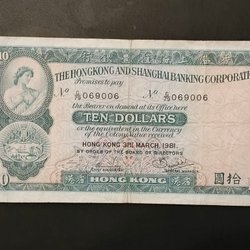 10
THE HONGKONG AND SHANGHAI BANKING CORPORATION
Promises to pay
No 069006 No 069006
the Bearer on demand at its Office here
TEN DOLLARS
or the equivalent in the Currency
of the Colony value received.
HONG KONG 31ST MARCH, 1981
BY ORDER OF THE BOARD OF DIRECTORS
HONG KONG
拾圓